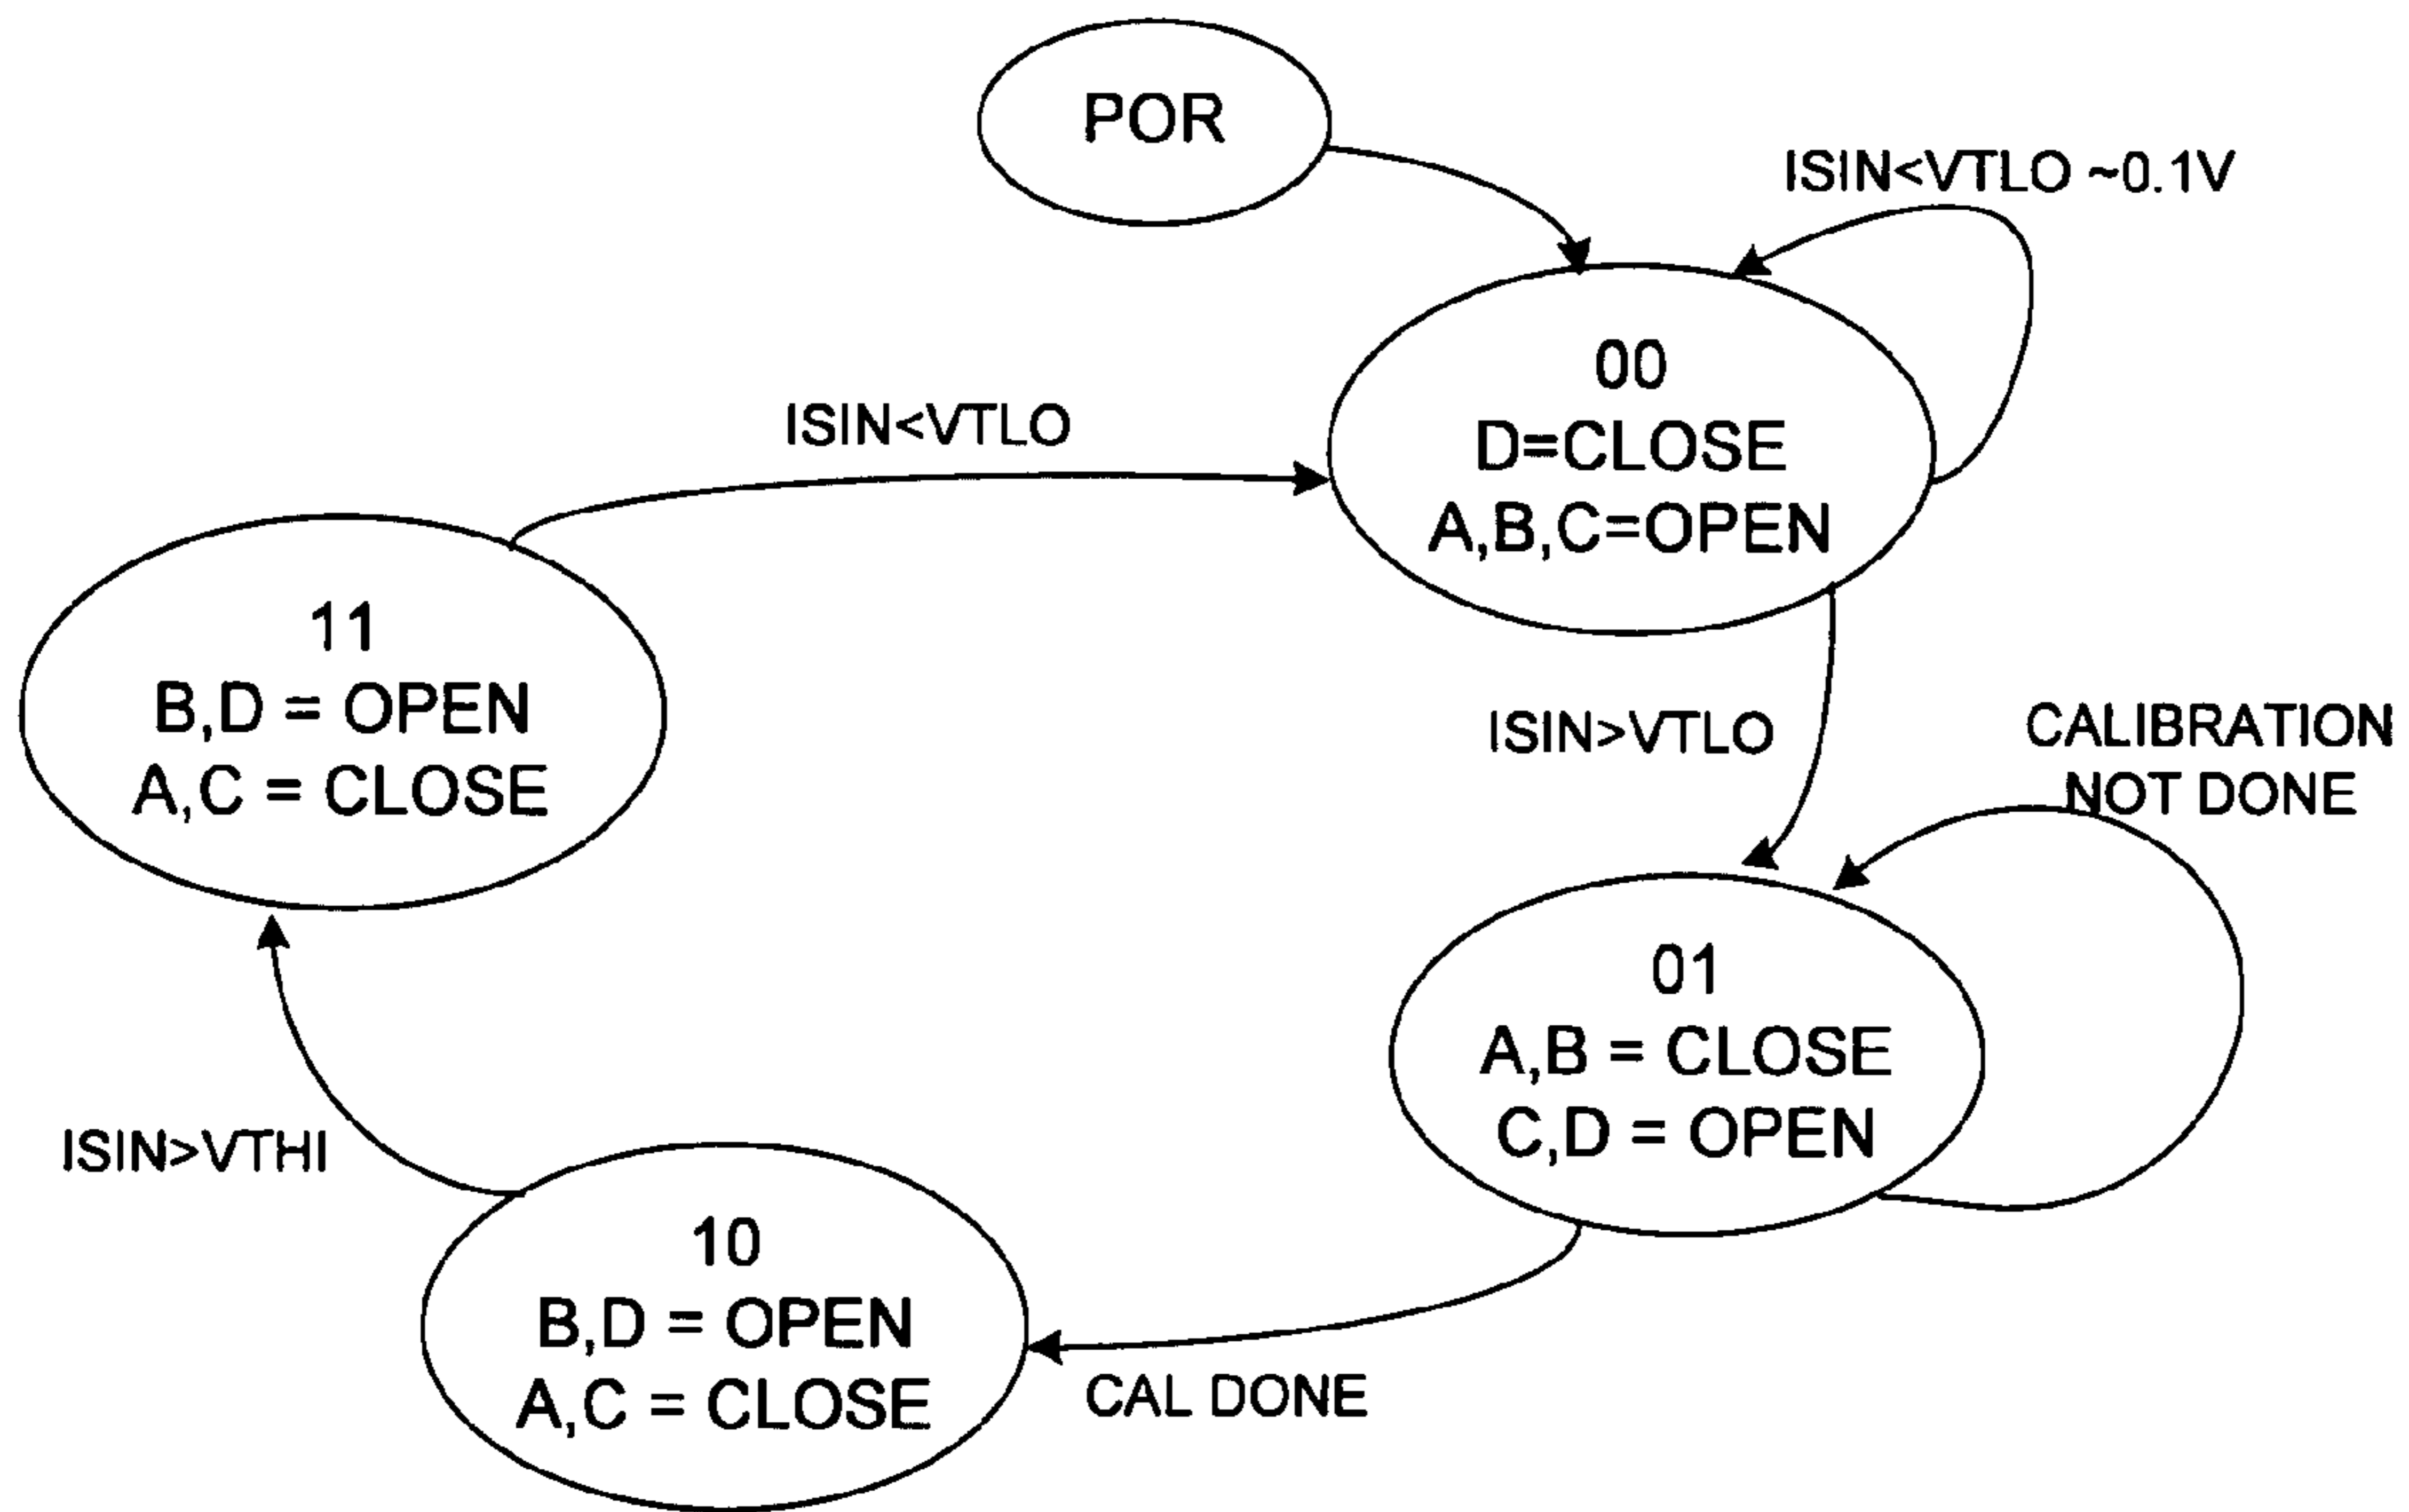 POR
ISIN<VTLO ~0.1V
00
D=CLOSE
A,B,C=OPEN
ISIN<VTLO
11
B,D = OPEN
A,C = CLOSE
ISIN>VTLO
CALIBRATION
NOT DONE
01
A,B = CLOSE
C,D = OPEN
ISIN>VTHI
10
B,D = OPEN
A,C = CLOSE
CAL DONE